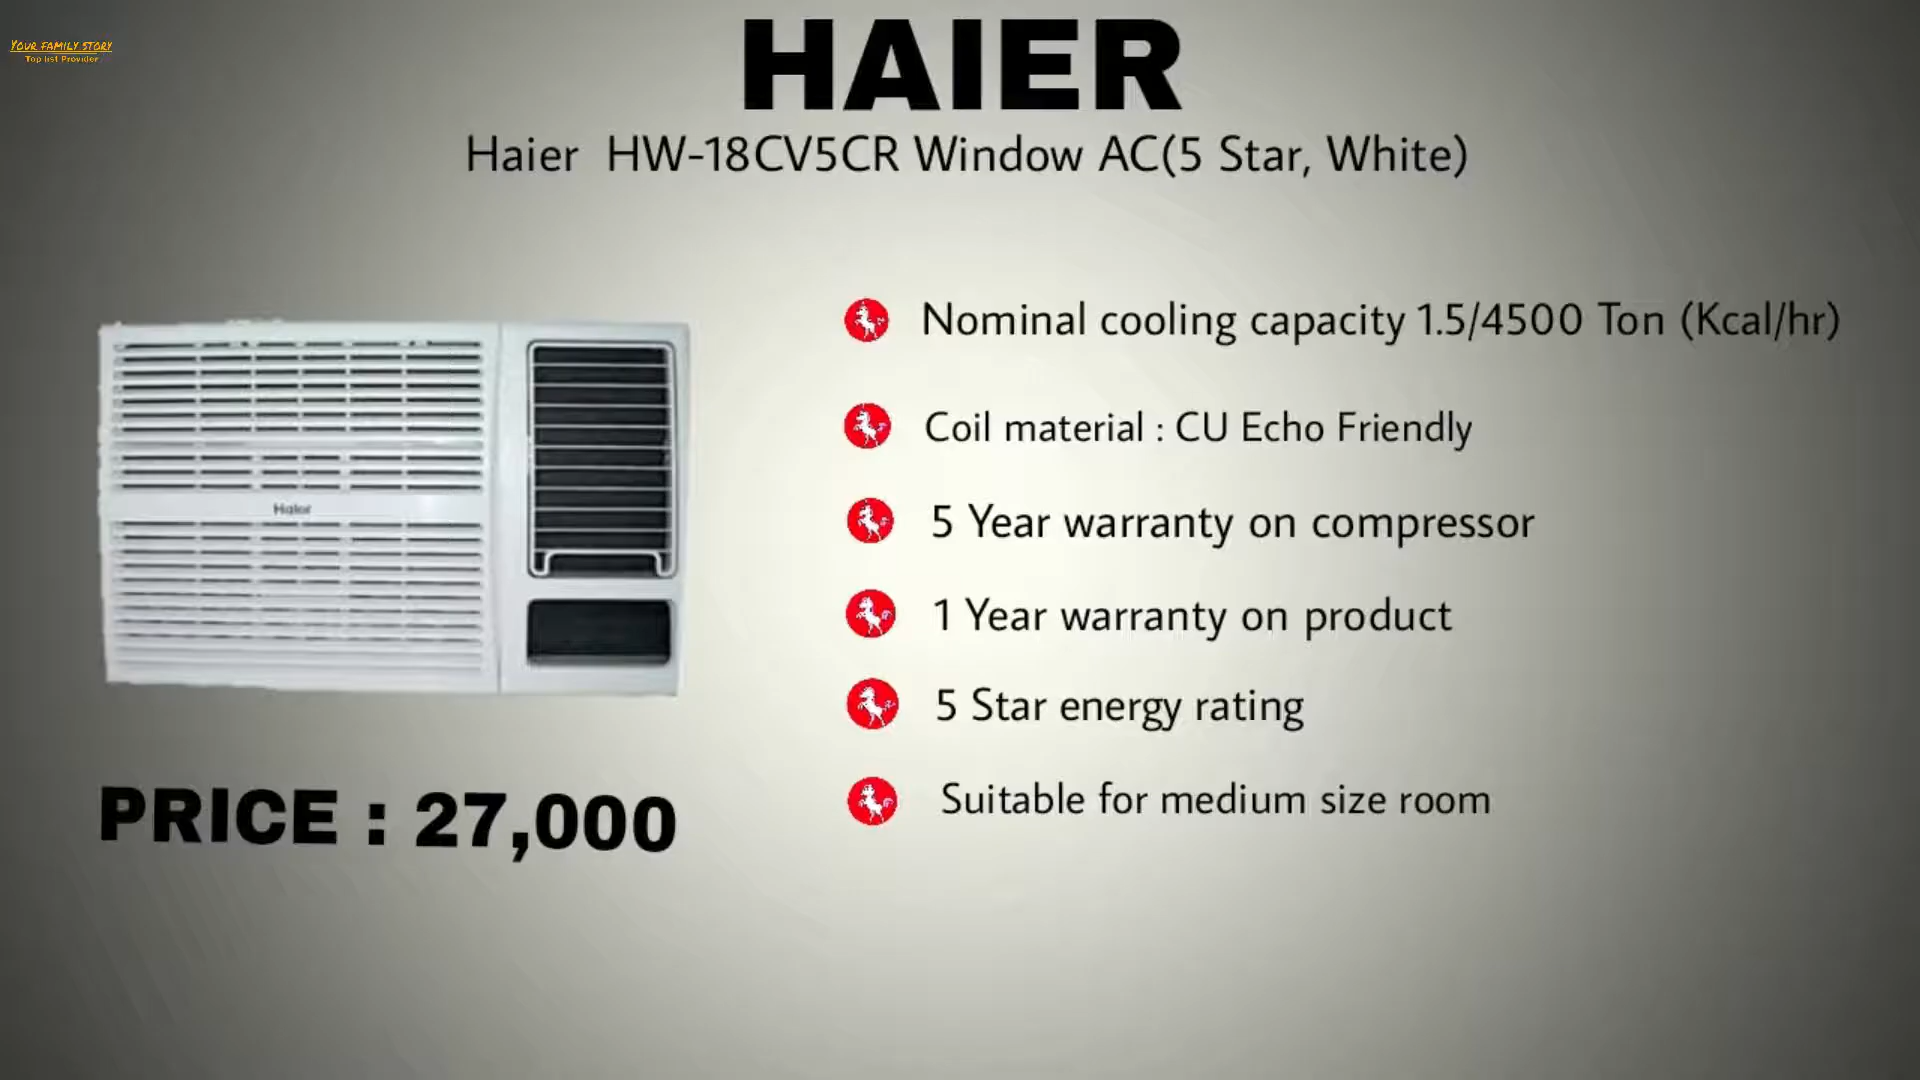 YOUR FAMILY STORY
Top list Provider
HAIER
Haier HW-18CV5CR Window AC(5 Star, White)
Nominal cooling capacity 1.5/4500 Ton (Kcal/hr)
Coil material : CU Echo Friendly
Haier
5 Year warranty on compressor
1 Year warranty on product
5 Star energy rating
Suitable for medium size room
PRICE : 27,000